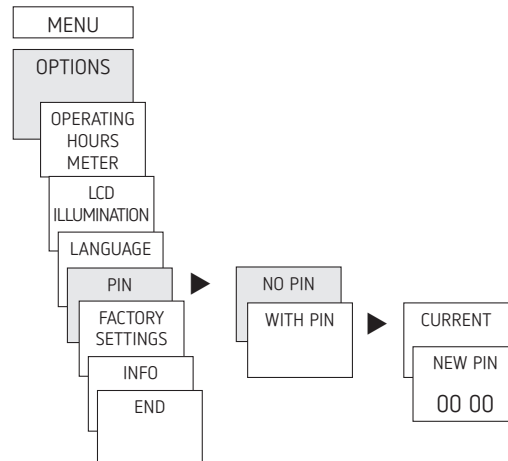 MENU
OPTIONS
OPERATING
HOURS
METER
LCD
ILLUMINATION
LANGUAGE
PIN
FACTORY
SETTINGS
INFO
END
NO PIN
WITH PIN
CURRENT
NEW PIN
00 00